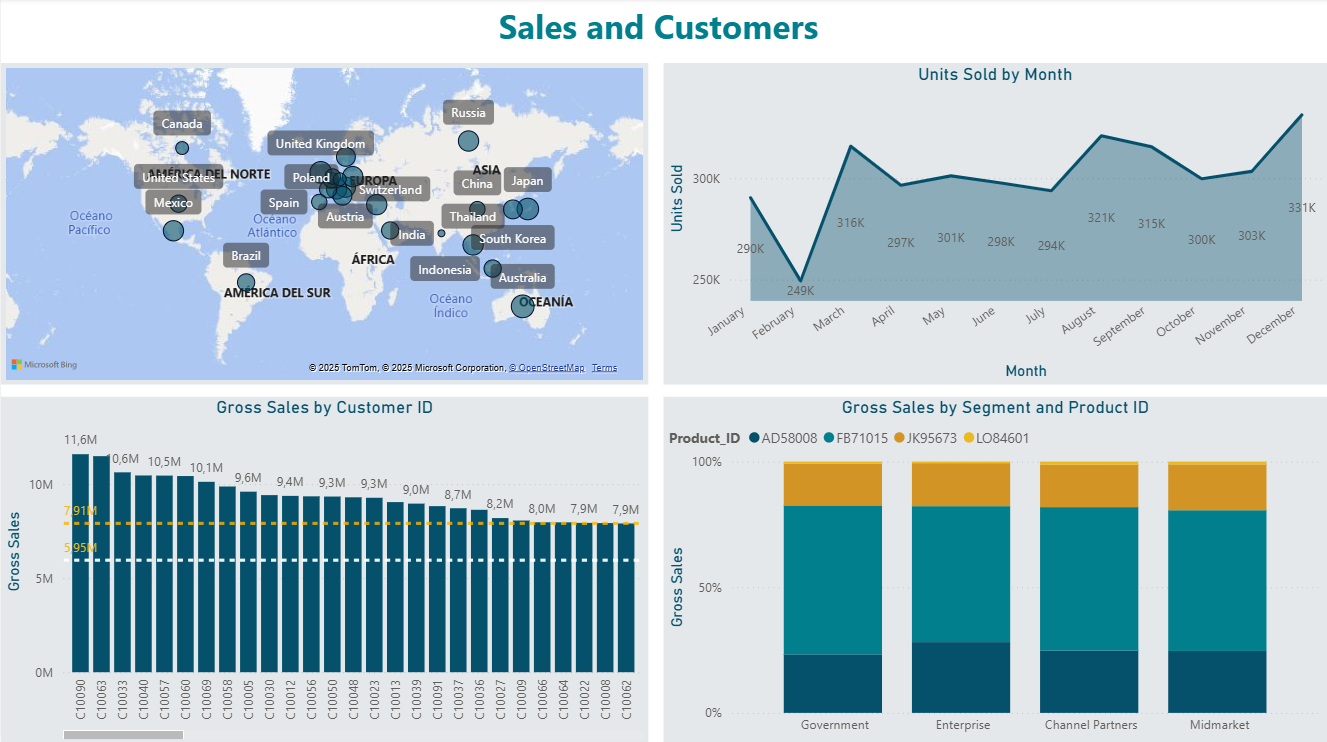 Sales and Customers
Russia
Canada
United Kingdom
AMÉRICA DEL NORTE
ASIA
United States
Poland
EUROPA
China
Japan
Switzerland
Mexico
Spain
Océano
Pacífico
Océano
Atlántico
Austria
Thailand
India
South Korea
Brazil
ÁFRICA
Indonesia
Australia
AMÉRICA DEL SUR
Océano
Índico
OCEANÍA
Microsoft Bing
© 2025 TomTom, © 2025 Microsoft Corporation, © OpenStreetMap Terms
Units Sold by Month
Units Sold
300K
250K
290K
249K
316K
297K
301K
298K
294K
321K
315K
300K
303K
331K
January
February
March
April
May
June
July
August
September
October
November
December
Month
Gross Sales by Customer ID
Gross Sales
10M
5M
0M
7,91M
5,95M
11,6M
10,6M
10,5M
10,1M
9,6M
9,4M
9,3M
9,3M
9,0M
8,7M
8,2M
8,0M
7,9M
7,9M
C10090
C10063
C10033
C10040
C10057
C10060
C10069
C10058
C10005
C10030
C10012
C10056
C10050
C10048
C10023
C10013
C10039
C10091
C10037
C10036
C10027
C10009
C10066
C10064
C10022
C10008
C10062
Gross Sales by Segment and Product ID
Product_ID AD58008 FB71015 JK95673 LO84601
Gross Sales
100%
50%
0%
Government
Enterprise
Channel Partners
Midmarket